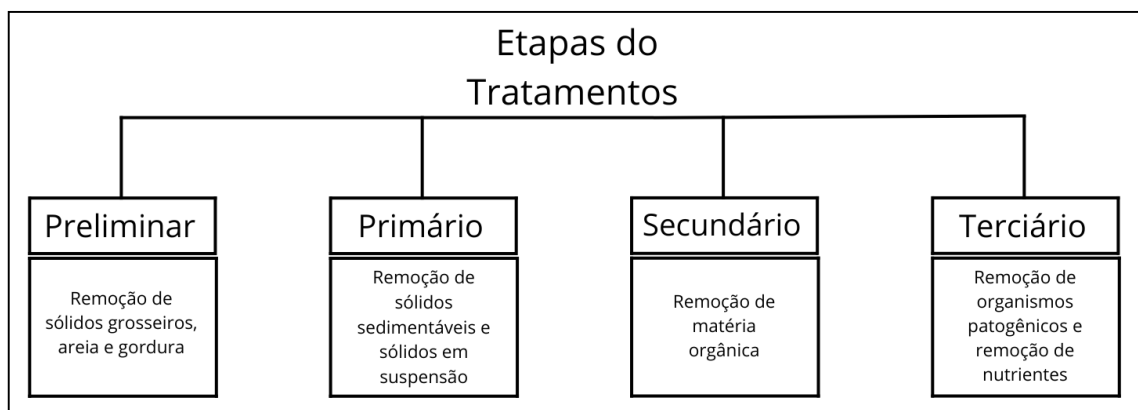 Etapas do
Tratamentos
Preliminar
Remoção de
sólidos grosseiros,
areia e gordura
Primário
Remoção de
sólidos
sedimentáveis e
sólidos em
suspensão
Secundário
Remoção de
matéria
orgânica
Terciário
Remoção de
organismos
patogênicos e
remoção de
nutrientes